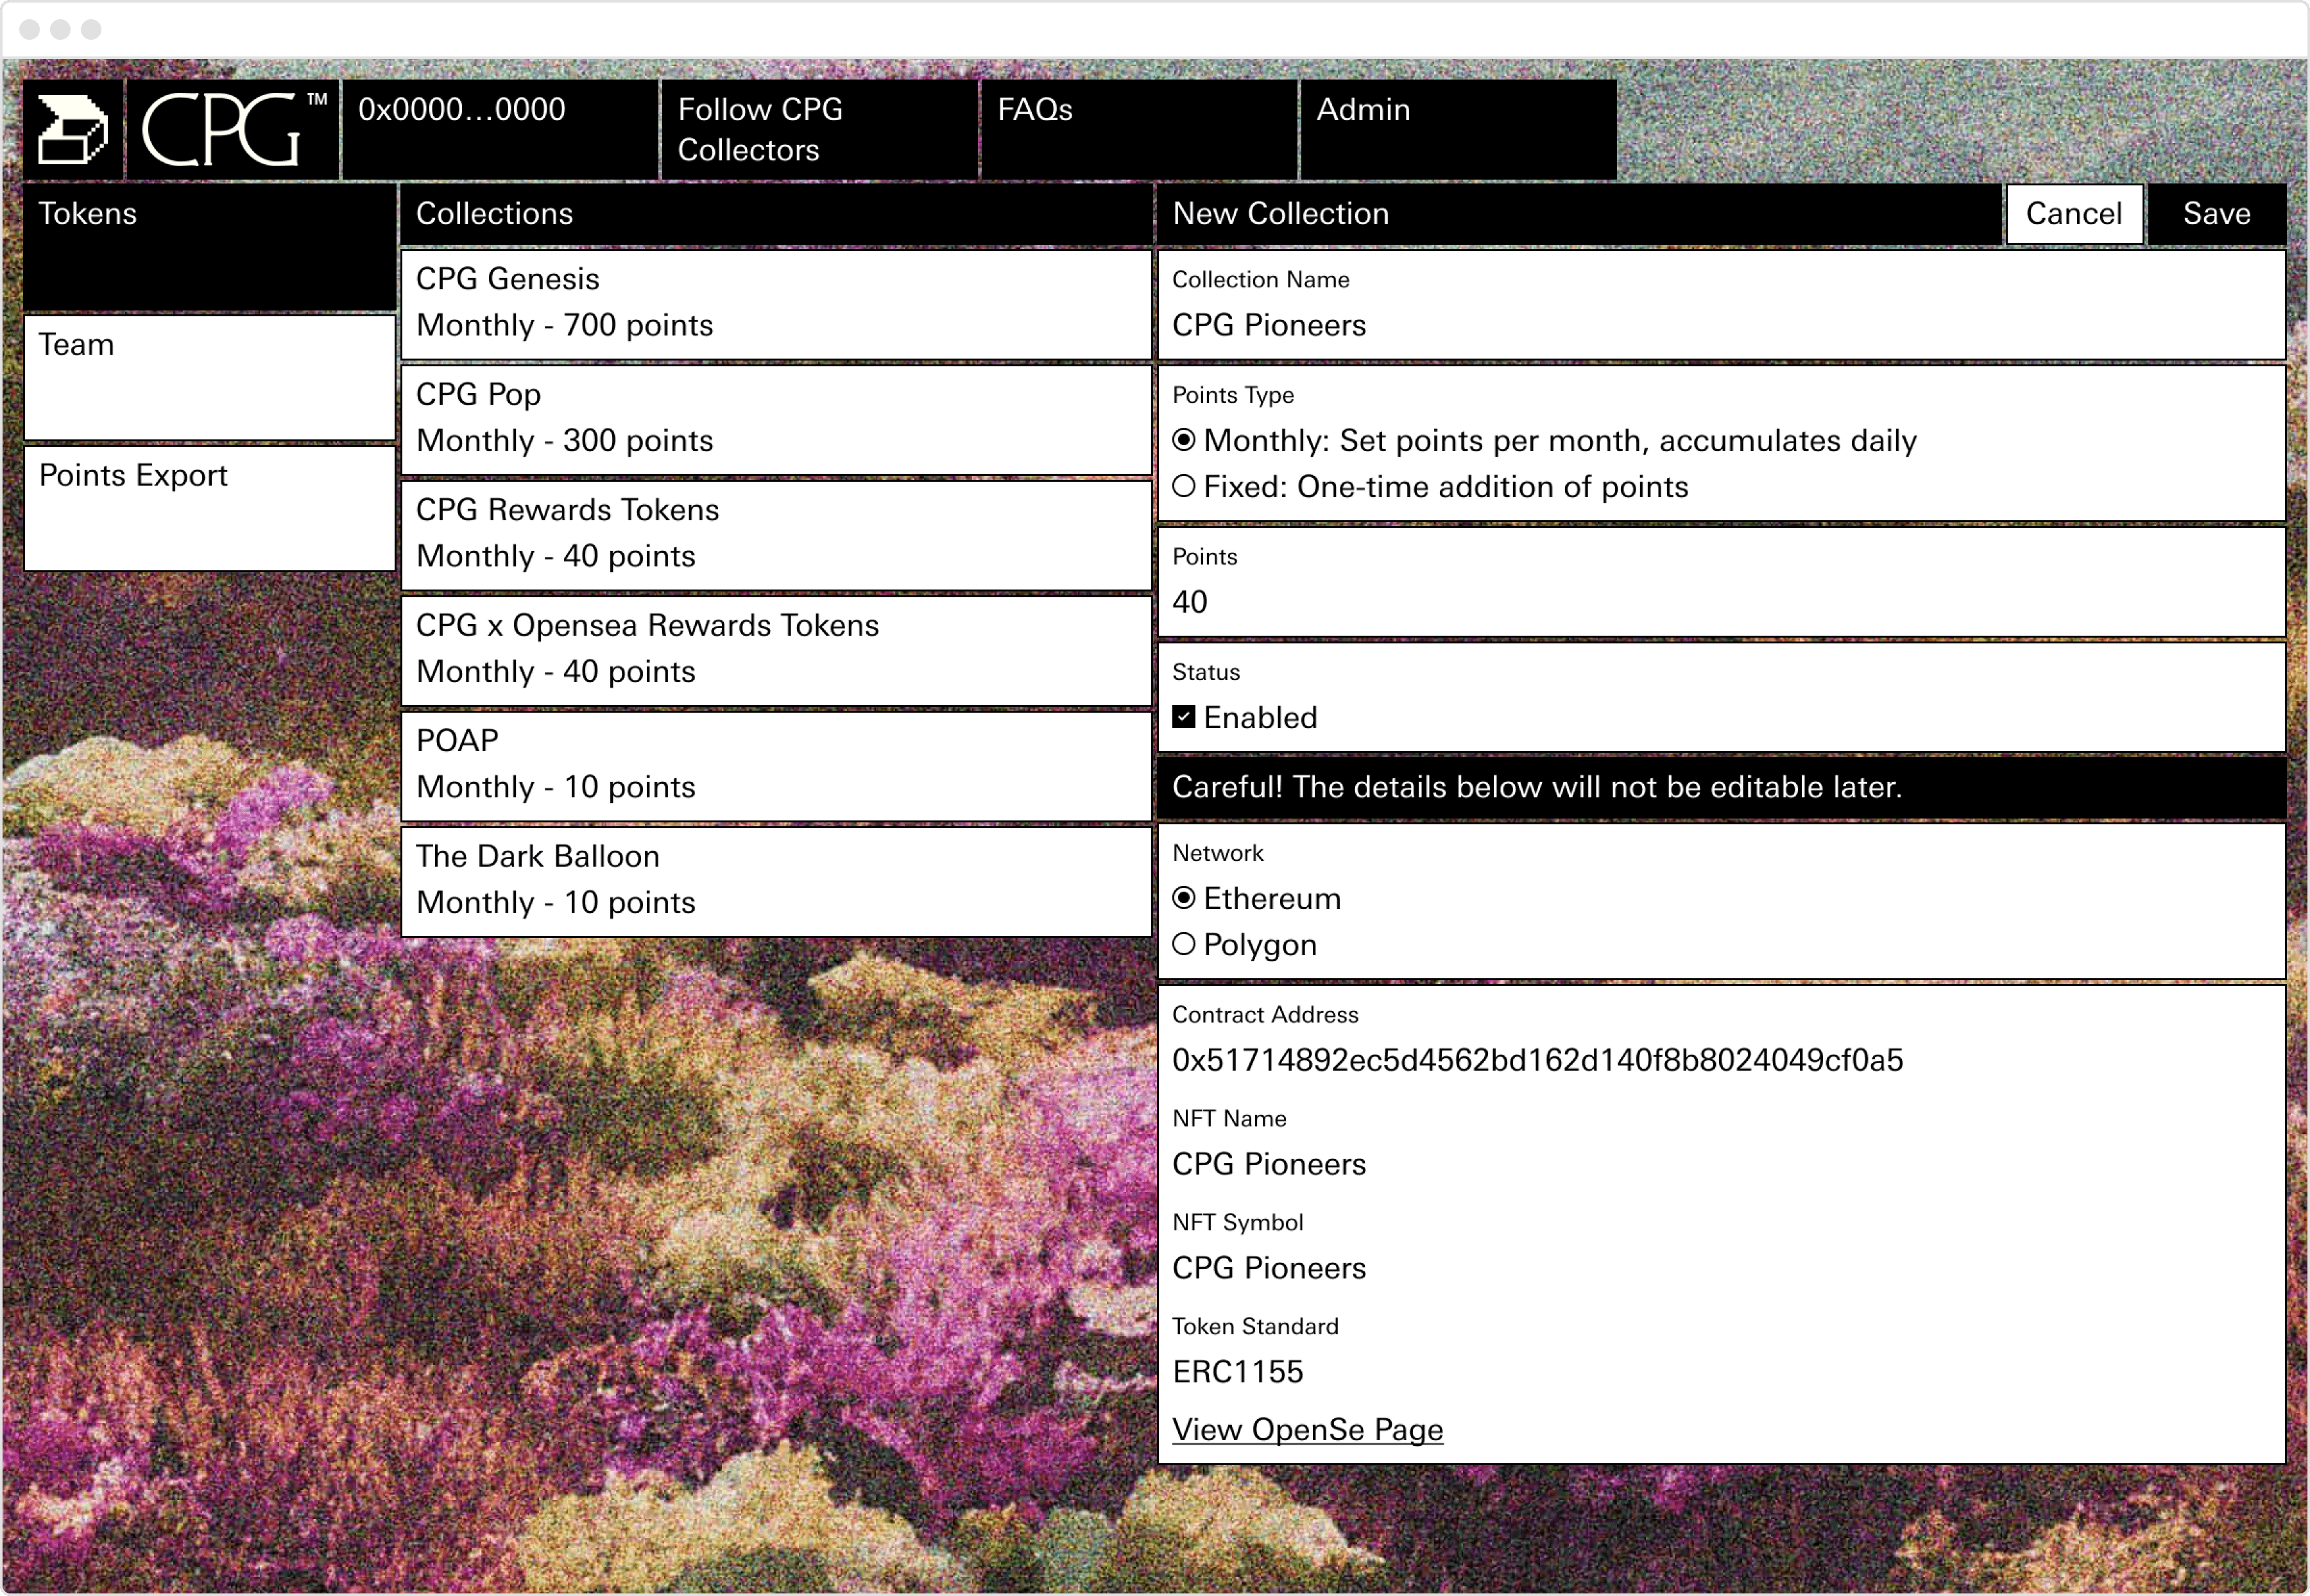 CPG ™
0x0000...0000
Follow CPG
Collectors
FAQs
Admin
Tokens
Team
Points Export
Collections
CPG Genesis
Monthly - 700 points
CPG Pop
Monthly - 300 points
CPG Rewards Tokens
Monthly - 40 points
CPG x Opensea Rewards Tokens
Monthly - 40 points
POAP
Monthly - 10 points
The Dark Balloon
Monthly - 10 points
New Collection
Cancel
Save
Collection Name
CPG Pioneers
Points Type
Monthly: Set points per month, accumulates daily
Fixed: One-time addition of points
Points
40
Status
Enabled
Careful! The details below will not be editable later.
Network
Ethereum
Polygon
Contract Address
0x51714892ec5d4562bd162d140f8b8024049cf0a5
NFT Name
CPG Pioneers
NFT Symbol
CPG Pioneers
Token Standard
ERC1155
View OpenSe Page